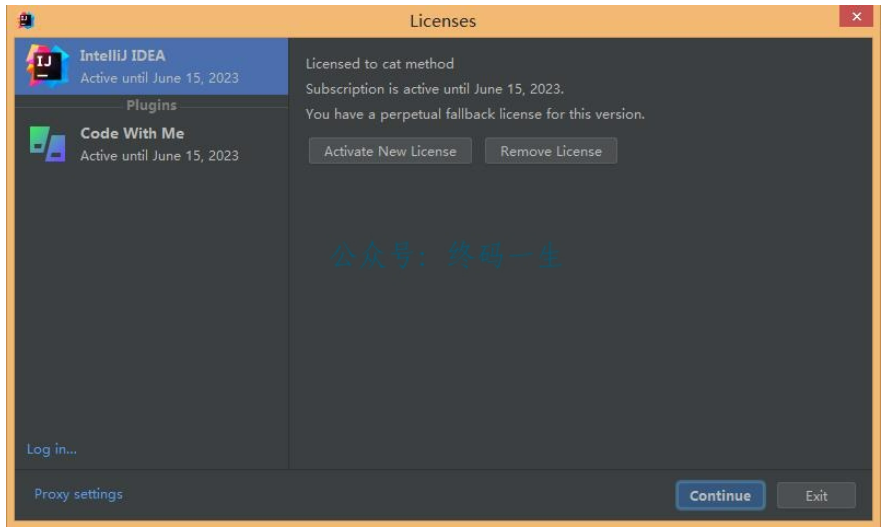 Licenses
IntelliJ IDEA
Active until June 15, 2023
Plugins
Code With Me
Active until June 15, 2023
Licensed to cat method
Subscription is active until June 15, 2023.
You have a perpetual fallback license for this version.
Activate New License
Remove License
公众号：终码一生
Log in...
Proxy settings
Continue
Exit